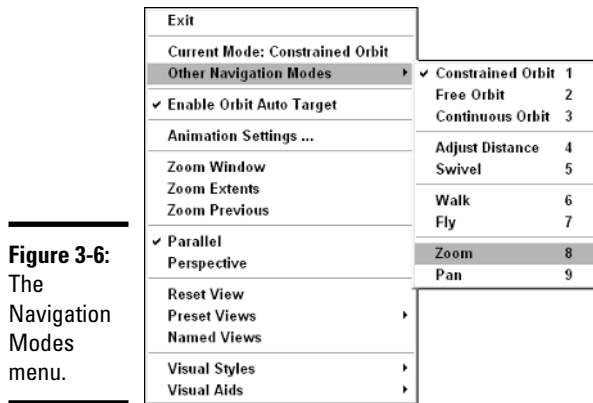 Exit
Current Mode: Constrained Orbit
Other Navigation Modes
Enable Orbit Auto Target
Animation Settings ...
Zoom Window
Zoom Extents
Zoom Previous
Parallel
Perspective
Reset View
Preset Views
Named Views
Visual Styles
Visual Aids
Constrained Orbit 1
Free Orbit 2
Continuous Orbit 3
Adjust Distance 4
Swivel 5
Walk 6
Fly 7
Zoom 8
Pan 9
Figure 3-6:
The
Navigation
Modes
menu.